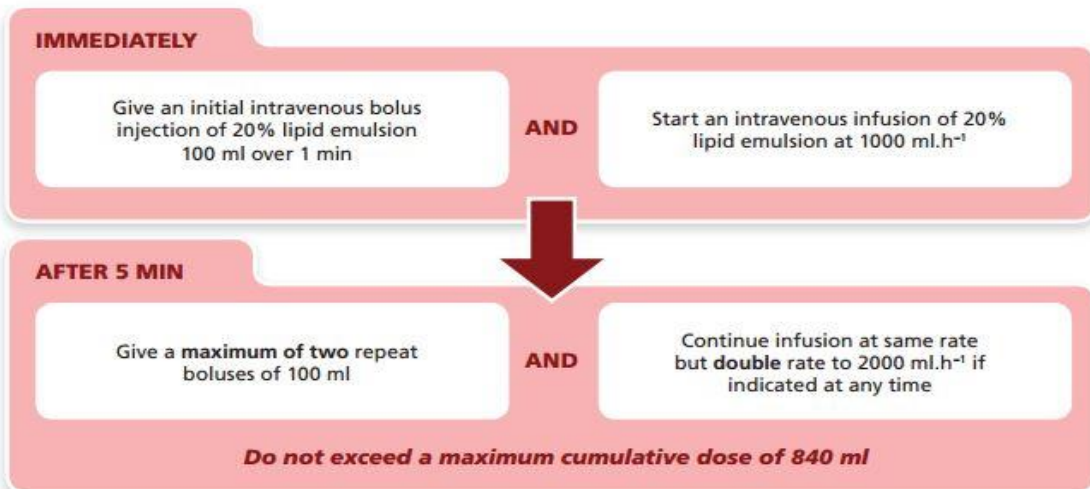 IMMEDIATELY
Give an initial intravenous bolus
injection of 20% lipid emulsion
100 ml over 1 min
AND
Start an intravenous infusion of 20%
lipid emulsion at 1000 ml.h⁻¹
AFTER 5 MIN
Give a maximum of two repeat
boluses of 100 ml
AND
Continue infusion at same rate
but double rate to 2000 ml.h⁻¹ if
indicated at any time
Do not exceed a maximum cumulative dose of 840 ml